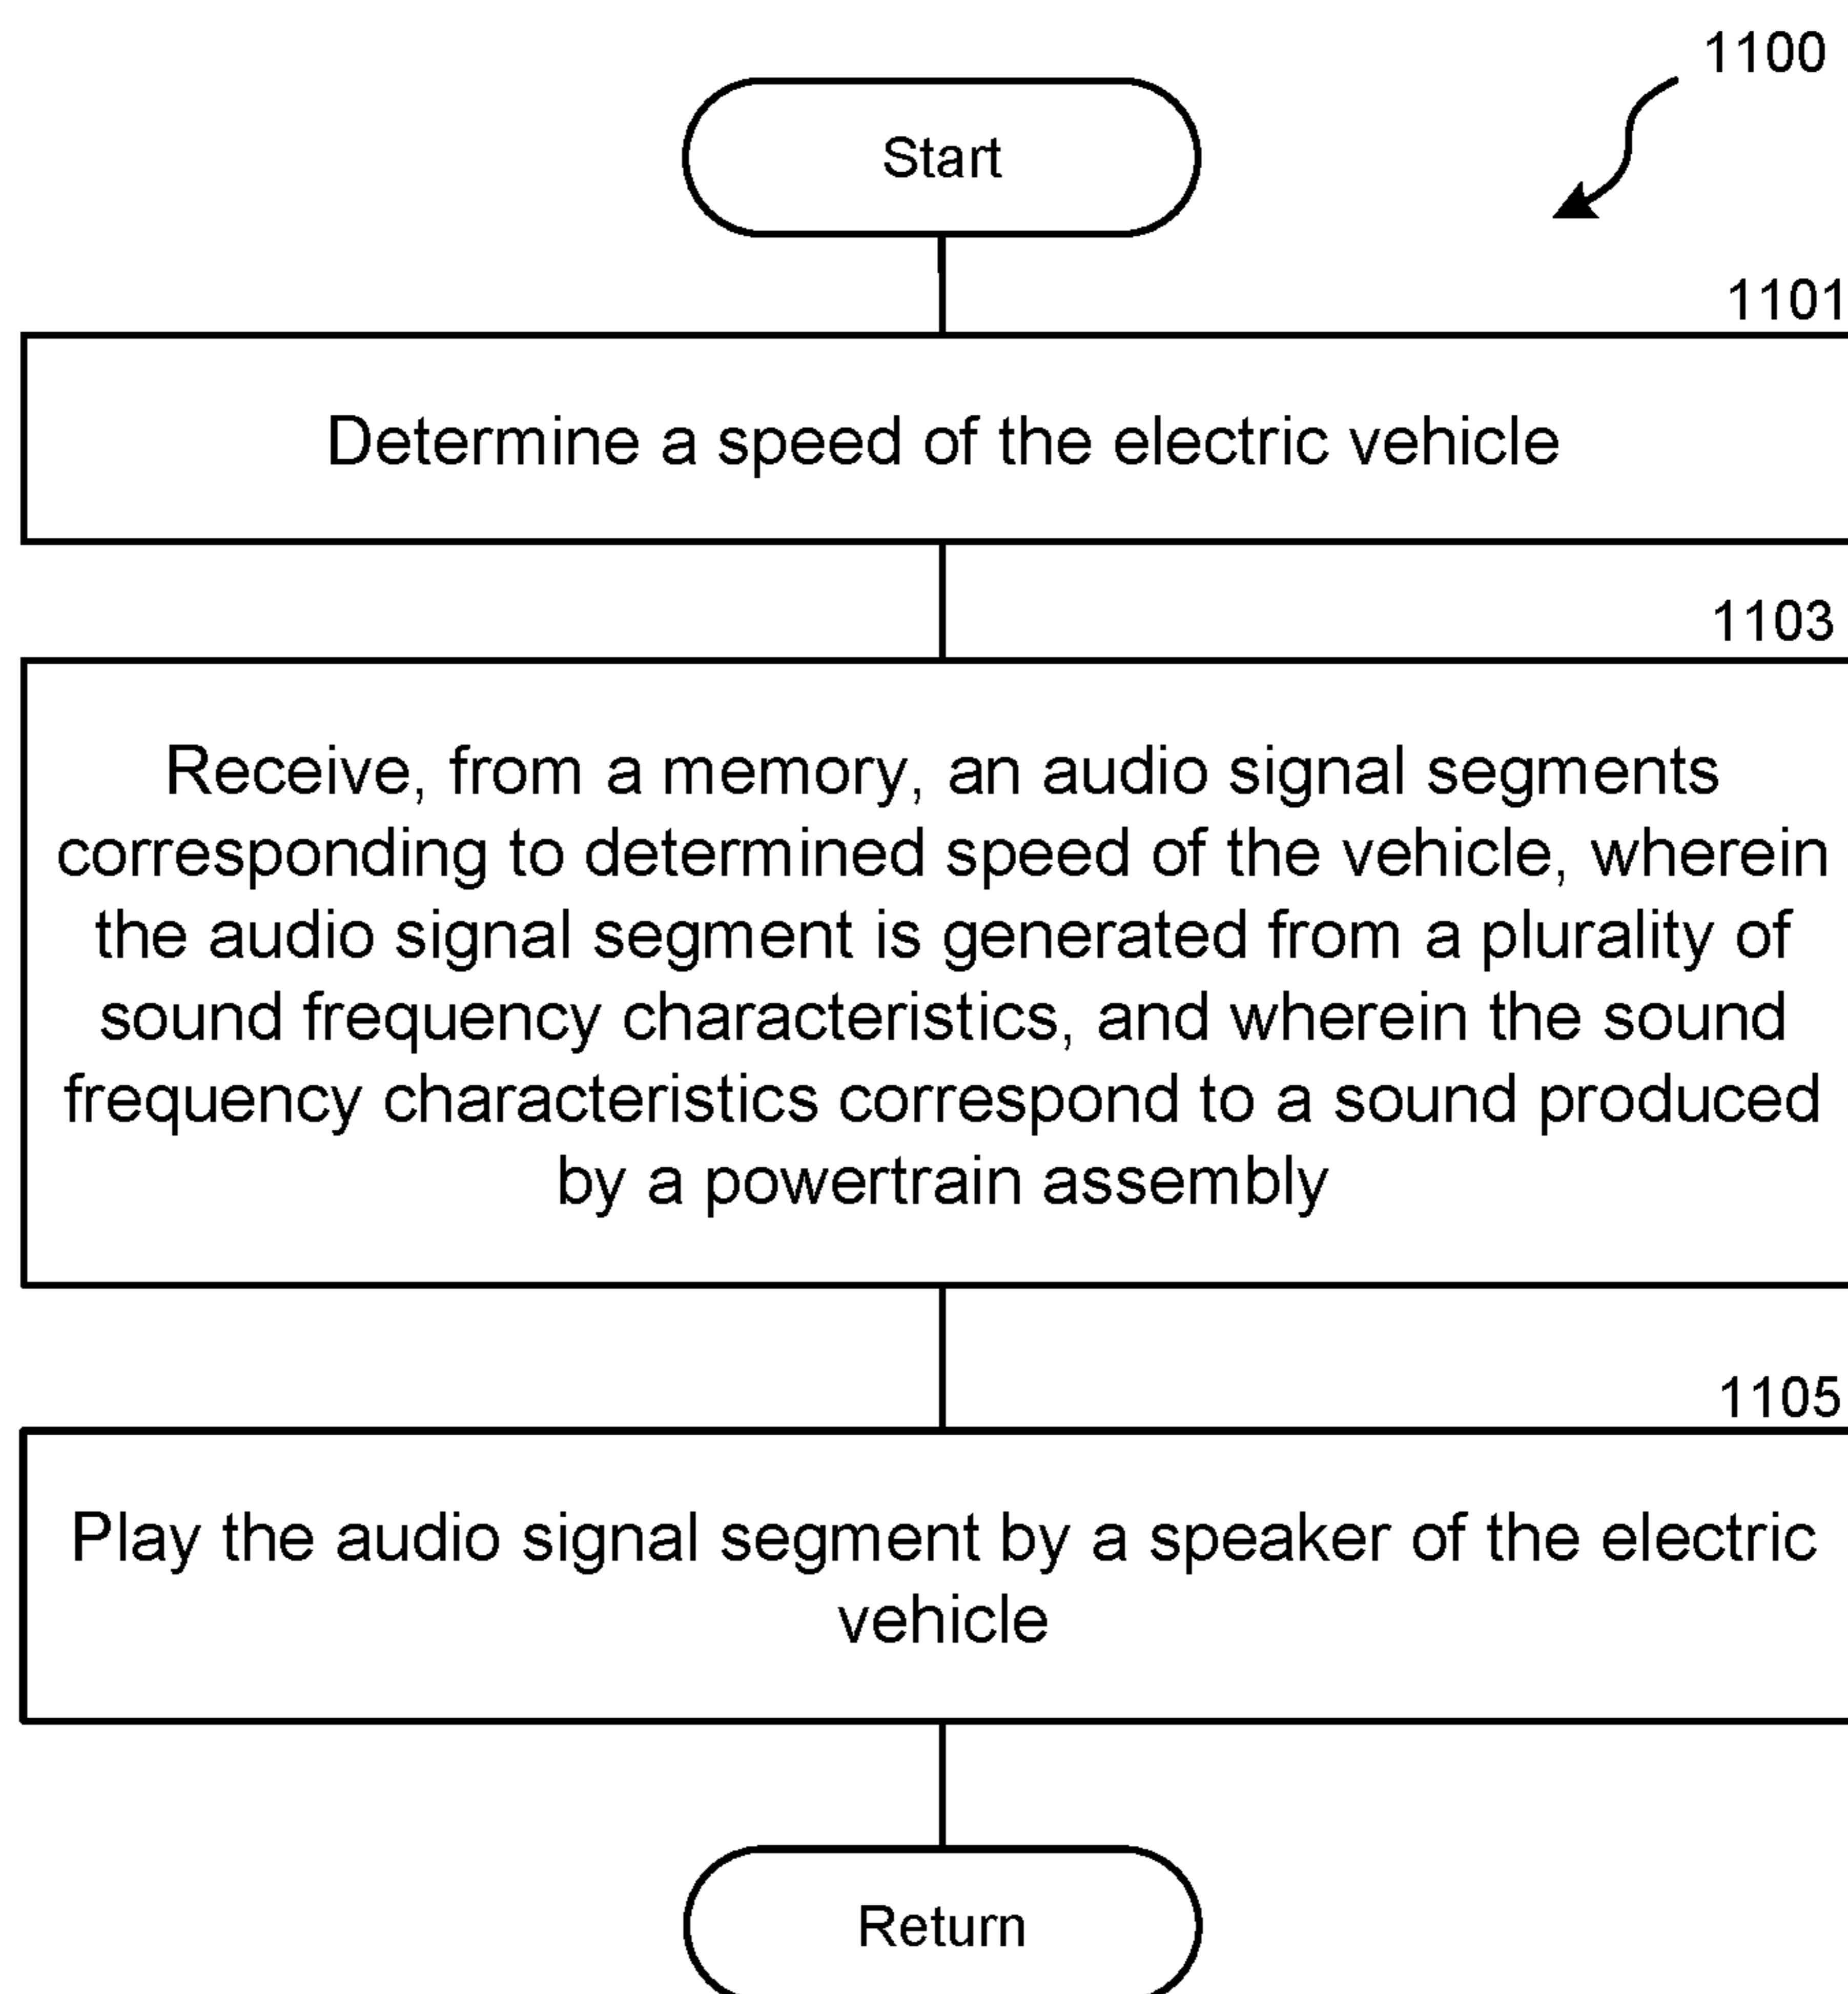 1100
Start
1101
Determine a speed of the electric vehicle
1103
Receive, from a memory, an audio signal segments
corresponding to determined speed of the vehicle, wherein
the audio signal segment is generated from a plurality of
sound frequency characteristics, and wherein the sound
frequency characteristics correspond to a sound produced
by a powertrain assembly
1105
Play the audio signal segment by a speaker of the electric
vehicle
Return